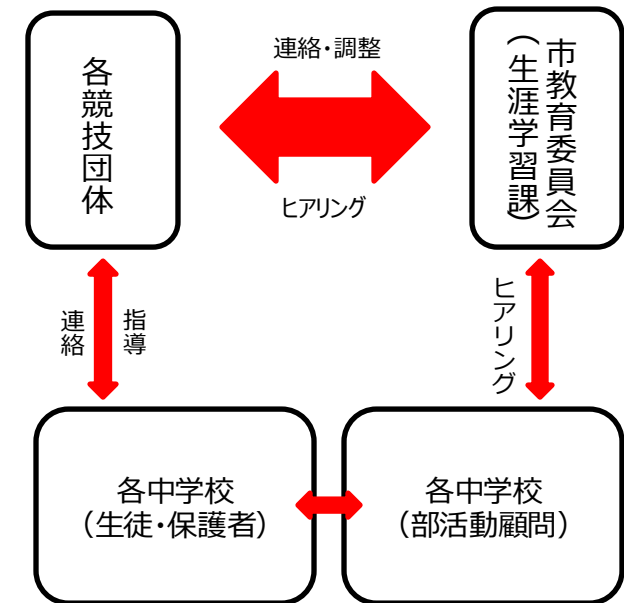 各競技団体
連絡・調整
ヒアリング
市教育委員会
（生涯学習課）
連絡
指導
ヒアリング
各中学校
（生徒・保護者）
各中学校
（部活動顧問）